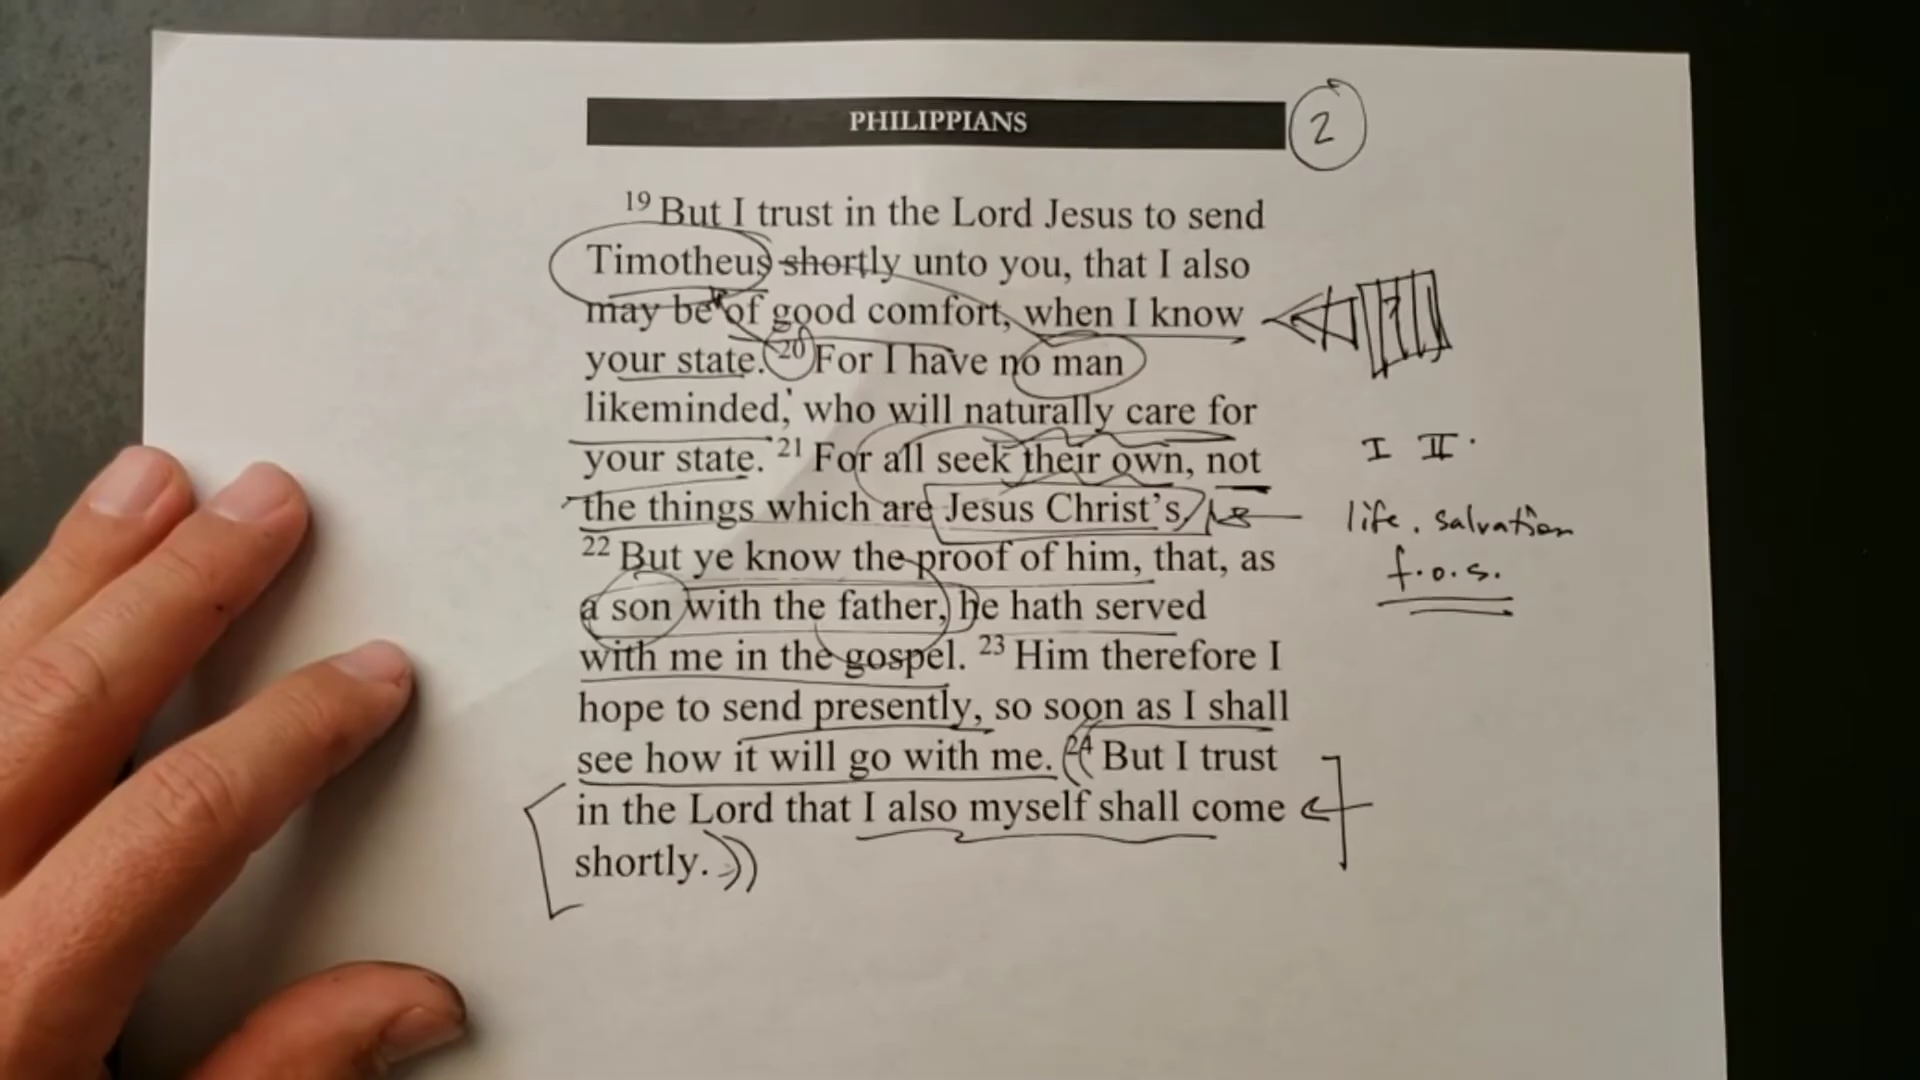 PHILIPPIANS
2
19 But I trust in the Lord Jesus to send
Timotheus shortly unto you, that I also
may be of good comfort, when I know
your state. 20 For I have no man
likeminded, who will naturally care for
your state. 21 For all seek their own, not
the things which are Jesus Christ's.
22 But ye know the proof of him, that, as
a son with the father, he hath served
with me in the gospel. 23 Him therefore I
hope to send presently, so soon as I shall
see how it will go with me. 24 But I trust
in the Lord that I also myself shall come
shortly.
I II.
life. salvation
f.o.s.